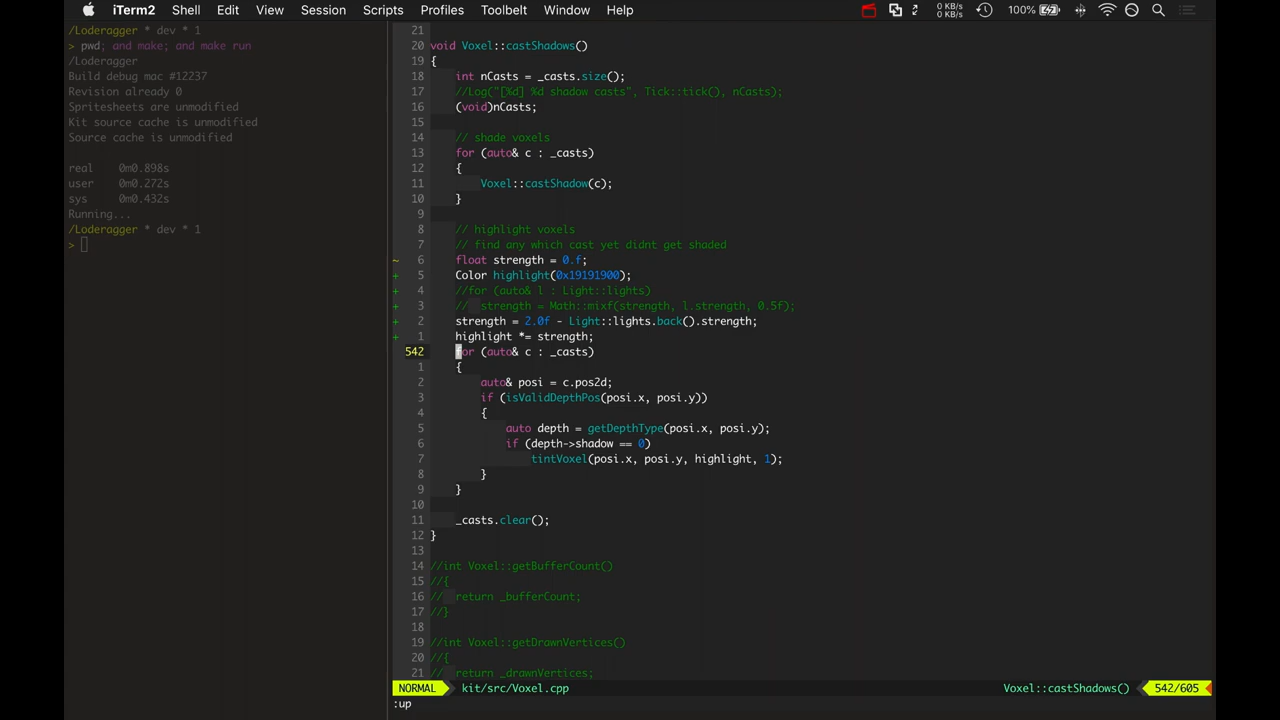 iTerm2 Shell Edit View Session Scripts Profiles Toolbelt Window Help 0 KB/s 0 KB/s 100%
/Loderagger * dev * 1
> pwd; and make; and make run
/Loderagger
Build debug mac #12237
Revision already 0
Spritesheets are unmodified
Kit source cache is unmodified
Source cache is unmodified
real 0m0.898s
user 0m0.272s
sys 0m0.432s
Running...
/Loderagger * dev * 1
>
21
20 void Voxel::castShadows()
19 {
18 int nCasts = _casts.size();
17 //Log("[%d] %d shadow casts", Tick::tick(), nCasts);
16 (void)nCasts;
15
14 // shade voxels
13 for (auto& c : _casts)
12 {
11 Voxel::castShadow(c);
10 }
9
8 // highlight voxels
7 // find any which cast yet didnt get shaded
~ 6 float strength = 0.f;
+ 5 Color highlight(0x19191900);
+ 4 //for (auto& l : Light::lights)
+ 3 // strength = Math::mixf(strength, l.strength, 0.5f);
+ 2 strength = 2.0f - Light::lights.back().strength;
+ 1 highlight *= strength;
542 for (auto& c : _casts)
1 {
2 auto& posi = c.pos2d;
3 if (isValidDepthPos(posi.x, posi.y))
4 {
5 auto depth = getDepthType(posi.x, posi.y);
6 if (depth->shadow == 0)
7 tintVoxel(posi.x, posi.y, highlight, 1);
8 }
9 }
10
11 _casts.clear();
12 }
13
14 //int Voxel::getBufferCount()
15 //{
16 // return _bufferCount;
17 //}
18
19 //int Voxel::getDrawnVertices()
20 //{
21 // return _drawnVertices;
NORMAL kit/src/Voxel.cpp Voxel::castShadows() 542/605
:up